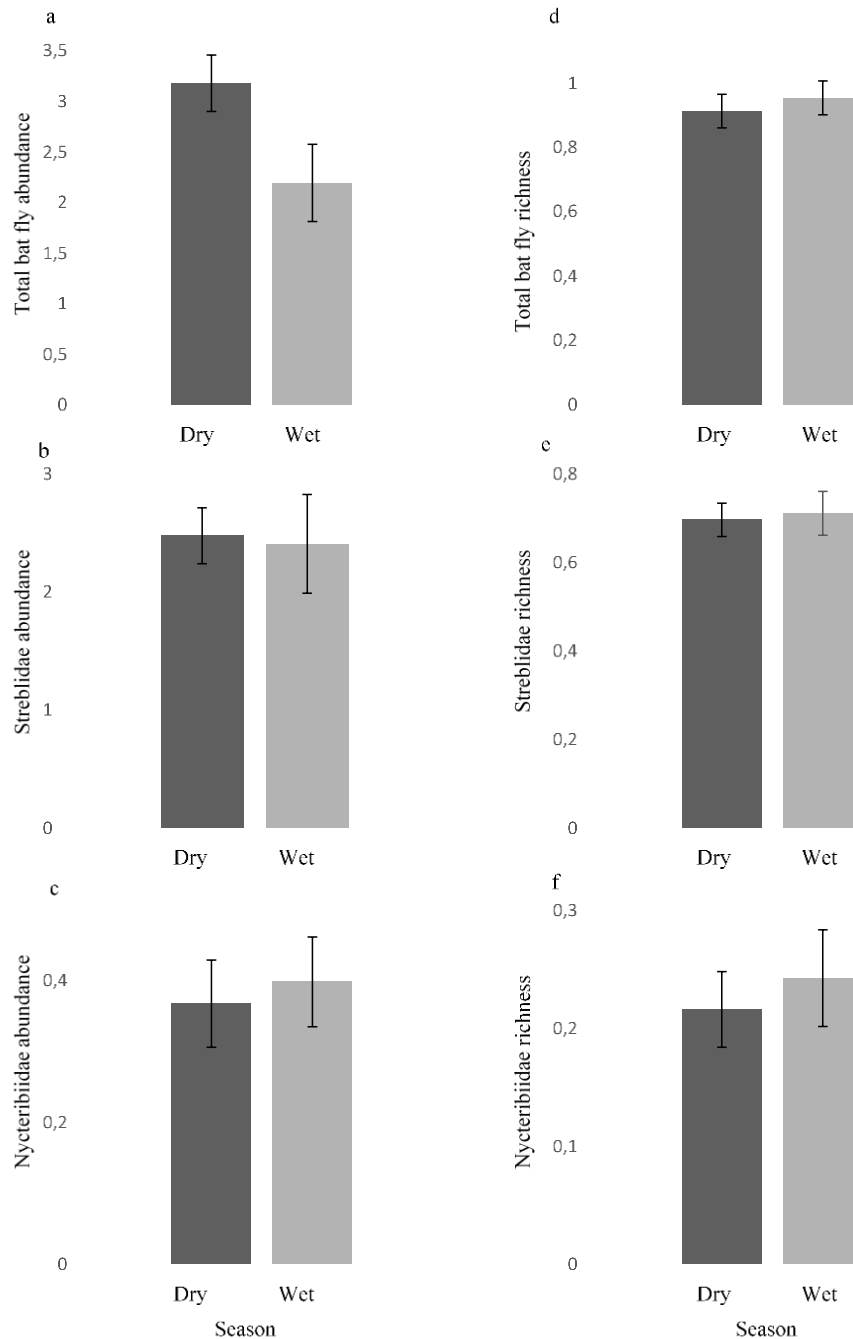 a
Total bat fly abundance
3,5
3
2,5
2
1,5
1
0,5
0
Dry Wet
b
Streblidae abundance
3
2
1
0
Dry Wet
c
Nycteribiidae abundance
0,4
0,2
0
Dry Wet
Season
d
Total bat fly richness
1
0,8
0,6
0,4
0,2
0
Dry Wet
e
Streblidae richness
0,8
0,6
0,4
0,2
0
Dry Wet
f
Nycteribiidae richness
0,3
0,2
0,1
0
Dry Wet
Season